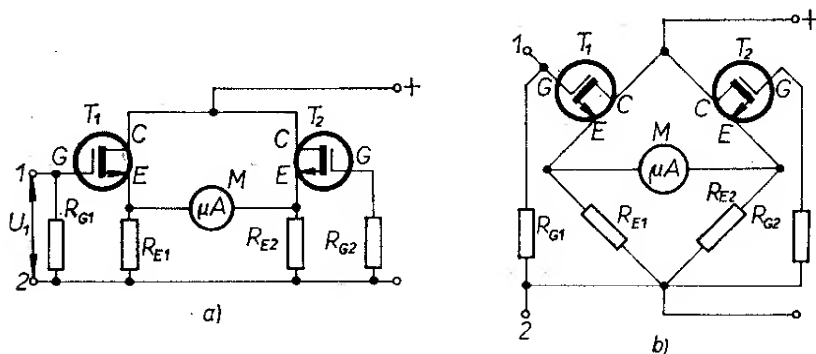 +
T1 T2
C C
G E E G
1 M
μA
U1 RG1 RE1 RE2 RG2
2
a)
+
1 T1 T2
G C C G
E E
M
μA
RE2
RG1 RE1 RG2
2
b)